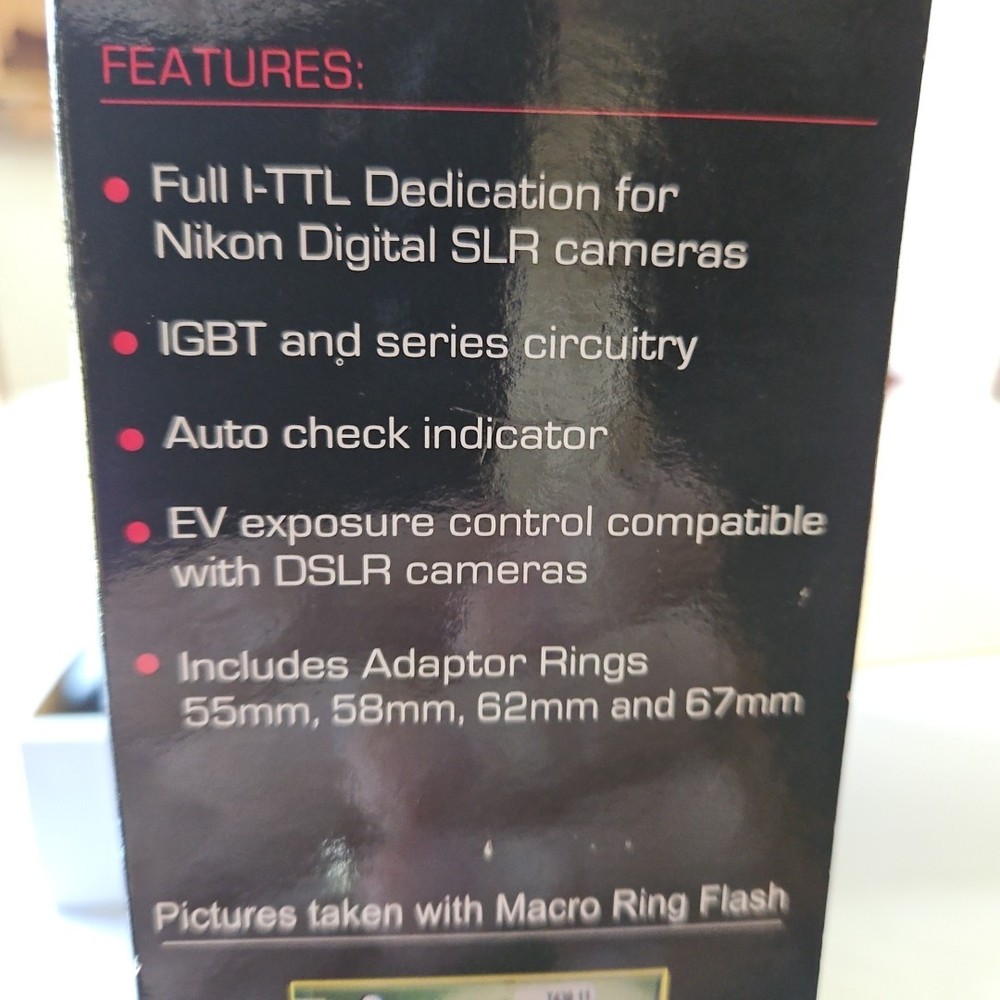 FEATURES:
Full I-TTL Dedication for
Nikon Digital SLR cameras
IGBT and series circuitry
Auto check indicator
EV exposure control compatible
with DSLR cameras
Includes Adaptor Rings
55mm, 58mm, 62mm and 67mm
Pictures taken with Macro Ring Flash